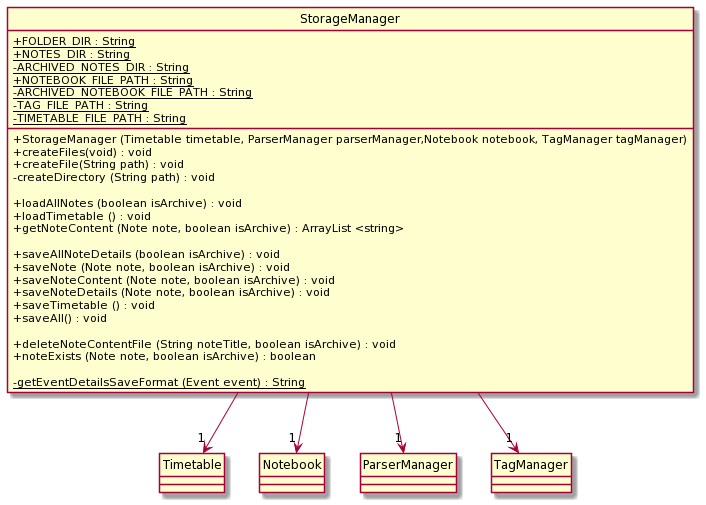 StorageManager
+FOLDER_DIR : String
+NOTES_DIR : String
-ARCHIVED_NOTES_DIR : String
+NOTEBOOK_FILE_PATH : String
-ARCHIVED_NOTEBOOK_FILE_PATH : String
-TAG_FILE_PATH : String
-TIMETABLE_FILE_PATH : String
+StorageManager (Timetable timetable, ParserManager parserManager,Notebook notebook, TagManager tagManager)
+createFiles(void) : void
+createFile(String path) : void
-createDirectory (String path) : void
+loadAllNotes (boolean isArchive) : void
+loadTimetable () : void
+getNoteContent (Note note, boolean isArchive) : ArrayList <string>
+saveAllNoteDetails (boolean isArchive) : void
+saveNote (Note note, boolean isArchive) : void
+saveNoteContent (Note note, boolean isArchive) : void
+saveNoteDetails (Note note, boolean isArchive) : void
+saveTimetable () : void
+saveAll() : void
+deleteNoteContentFile (String noteTitle, boolean isArchive) : void
+noteExists (Note note, boolean isArchive) : boolean
-getEventDetailsSaveFormat (Event event) : String
1 1 1 1
Timetable Notebook ParserManager TagManager